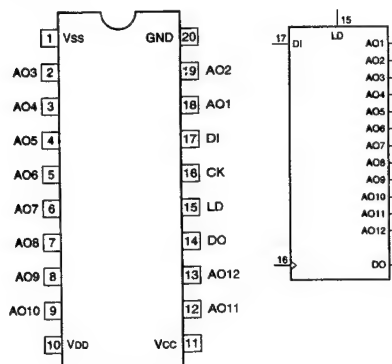 1 Vss GND 20
AO3 2 19 AO2
AO4 3 18 AO1
AO5 4 17 DI
AO6 5 16 CK
AO7 6 15 LD
AO8 7 14 DO
AO9 8 13 AO12
AO10 9 12 AO11
10 VDD VCC 11
15
17 DI LD AO1
AO2
AO3
AO4
AO5
AO6
AO7
AO8
AO9
AO10
AO11
AO12
16 DO